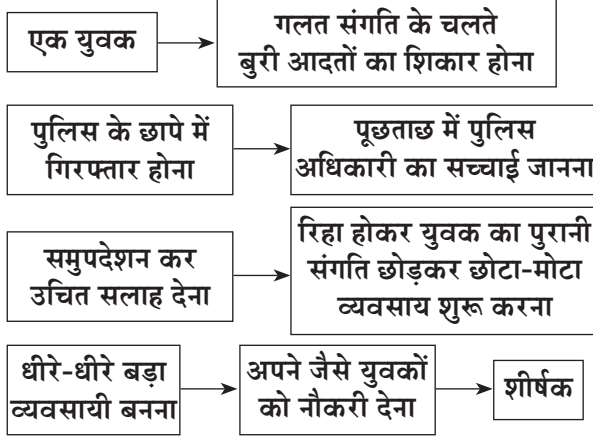 एक युवक
गलत संगति के चलते
बुरी आदतों का शिकार होना
पुलिस के छापे में
गिरफ्तार होना
पूछताछ में पुलिस
अधिकारी का सच्चाई जानना
समुपदेशन कर
उचित सलाह देना
रिहा होकर युवक का पुरानी
संगति छोड़कर छोटा-मोटा
व्यवसाय शुरू करना
धीरे-धीरे बड़ा
व्यवसायी बनना
अपने जैसे युवकों
को नौकरी देना
शीर्षक